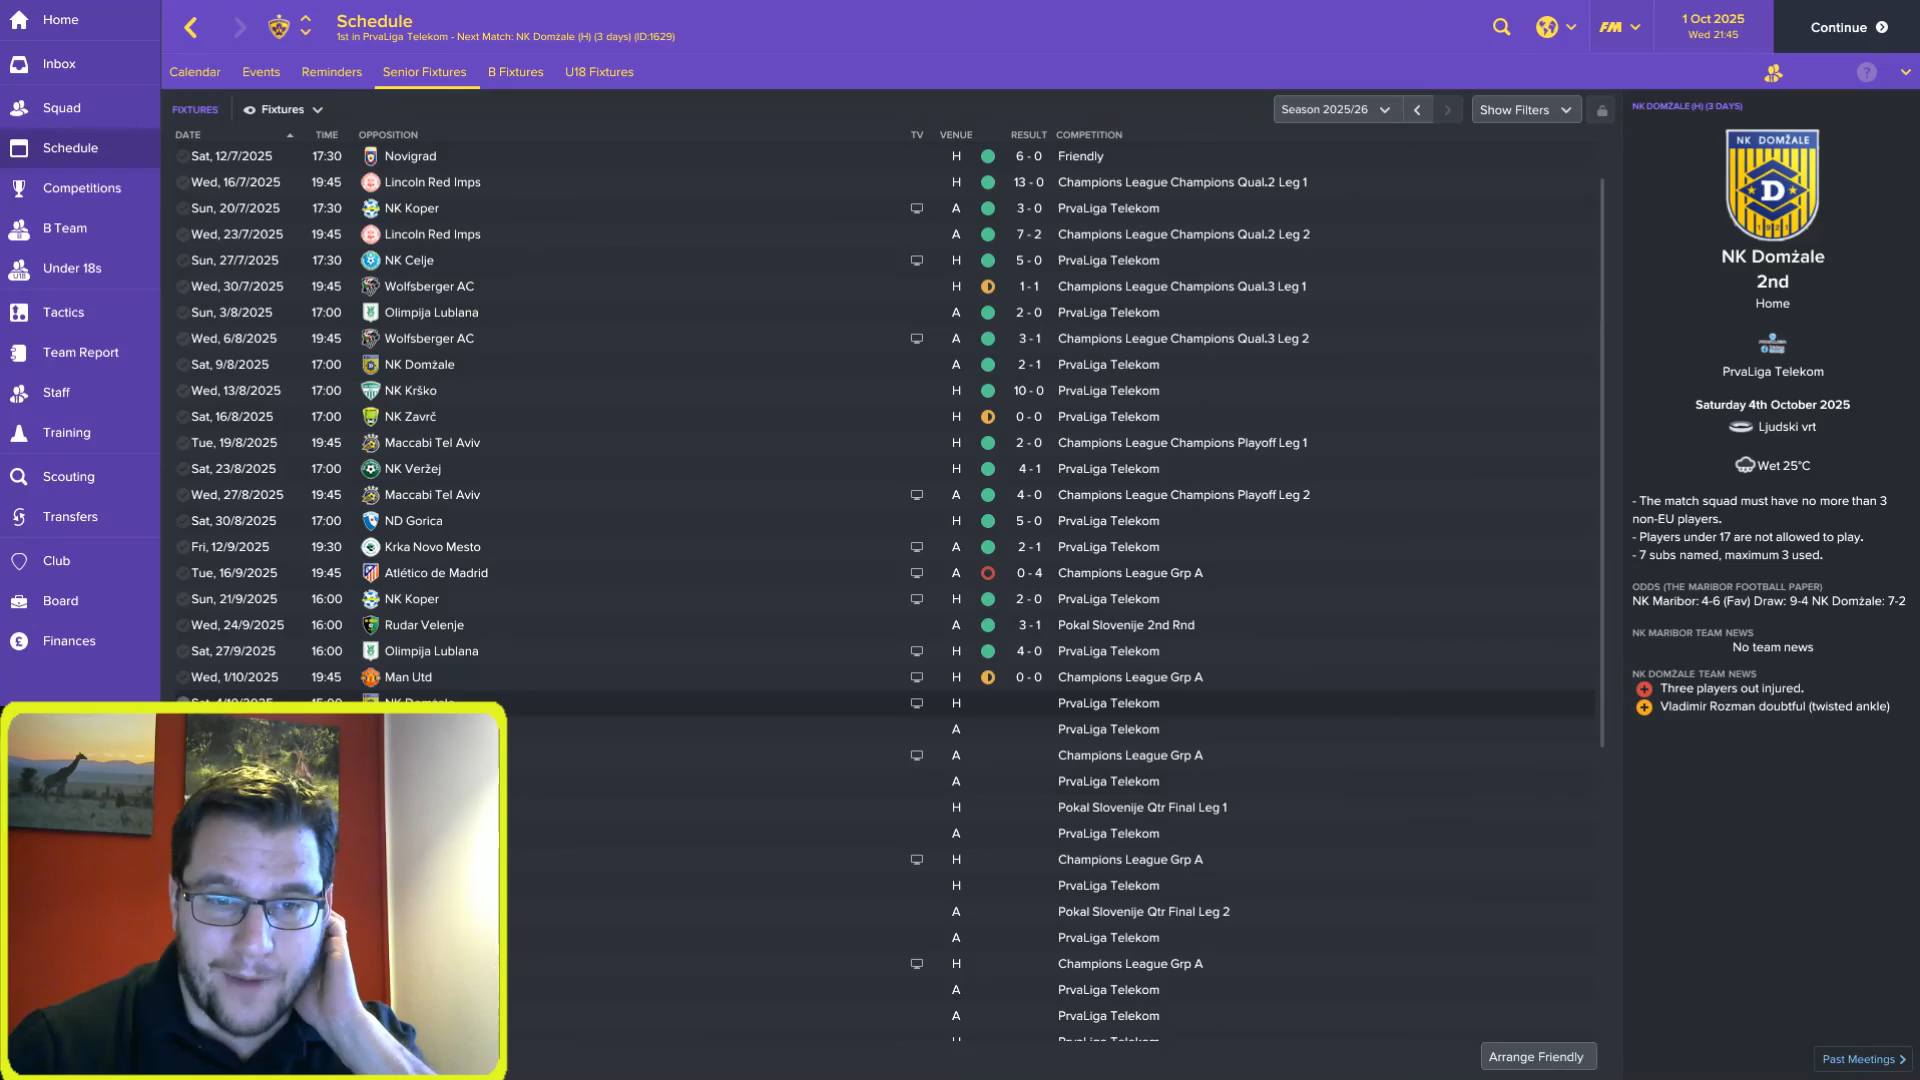 Home
Inbox
Squad
Schedule
Competitions
B Team
Under 18s
Tactics
Team Report
Staff
Training
Scouting
Transfers
Club
Board
Finances
Schedule
1st in PrvaLiga Telekom - Next Match: NK Domžale (H) (3 days) (ID:1629)
FM
1 Oct 2025
Wed 21:45
Continue
Calendar Events Reminders Senior Fixtures B Fixtures U18 Fixtures
?
FIXTURES Fixtures
Season 2025/26
Show Filters
DATE TIME OPPOSITION TV VENUE RESULT COMPETITION
Sat, 12/7/2025 17:30 Novigrad H 6 - 0 Friendly
Wed, 16/7/2025 19:45 Lincoln Red Imps H 13 - 0 Champions League Champions Qual.2 Leg 1
Sun, 20/7/2025 17:30 NK Koper A 3 - 0 PrvaLiga Telekom
Wed, 23/7/2025 19:45 Lincoln Red Imps A 7 - 2 Champions League Champions Qual.2 Leg 2
Sun, 27/7/2025 17:30 NK Celje H 5 - 0 PrvaLiga Telekom
Wed, 30/7/2025 19:45 Wolfsberger AC H 1 - 1 Champions League Champions Qual.3 Leg 1
Sun, 3/8/2025 17:00 Olimpija Lublana A 2 - 0 PrvaLiga Telekom
Wed, 6/8/2025 19:45 Wolfsberger AC A 3 - 1 Champions League Champions Qual.3 Leg 2
Sat, 9/8/2025 17:00 NK Domžale A 2 - 1 PrvaLiga Telekom
Wed, 13/8/2025 17:00 NK Krško H 10 - 0 PrvaLiga Telekom
Sat, 16/8/2025 17:00 NK Zavrč H 0 - 0 PrvaLiga Telekom
Tue, 19/8/2025 19:45 Maccabi Tel Aviv H 2 - 0 Champions League Champions Playoff Leg 1
Sat, 23/8/2025 17:00 NK Veržej H 4 - 1 PrvaLiga Telekom
Wed, 27/8/2025 19:45 Maccabi Tel Aviv A 4 - 0 Champions League Champions Playoff Leg 2
Sat, 30/8/2025 17:00 ND Gorica H 5 - 0 PrvaLiga Telekom
Fri, 12/9/2025 19:30 Krka Novo Mesto A 2 - 1 PrvaLiga Telekom
Tue, 16/9/2025 19:45 Atlético de Madrid A 0 - 4 Champions League Grp A
Sun, 21/9/2025 16:00 NK Koper H 2 - 0 PrvaLiga Telekom
Wed, 24/9/2025 16:00 Rudar Velenje A 3 - 1 Pokal Slovenije 2nd Rnd
Sat, 27/9/2025 16:00 Olimpija Lublana H 4 - 0 PrvaLiga Telekom
Wed, 1/10/2025 19:45 Man Utd H 0 - 0 Champions League Grp A
H PrvaLiga Telekom
A PrvaLiga Telekom
A Champions League Grp A
A PrvaLiga Telekom
H Pokal Slovenije Qtr Final Leg 1
A PrvaLiga Telekom
H Champions League Grp A
H PrvaLiga Telekom
A Pokal Slovenije Qtr Final Leg 2
A PrvaLiga Telekom
H Champions League Grp A
A PrvaLiga Telekom
A PrvaLiga Telekom
Arrange Friendly
NK DOMŽALE (H) (3 DAYS)
NK DOMŽALE
D
1921
NK Domžale
2nd
Home
PrvaLiga Telekom
Saturday 4th October 2025
Ljudski vrt
Wet 25°C
- The match squad must have no more than 3
non-EU players.
- Players under 17 are not allowed to play.
- 7 subs named, maximum 3 used.
ODDS (THE MARIBOR FOOTBALL PAPER)
NK Maribor: 4-6 (Fav) Draw: 9-4 NK Domžale: 7-2
NK MARIBOR TEAM NEWS
No team news
NK DOMŽALE TEAM NEWS
Three players out injured.
Vladimir Rozman doubtful (twisted ankle)
Past Meetings